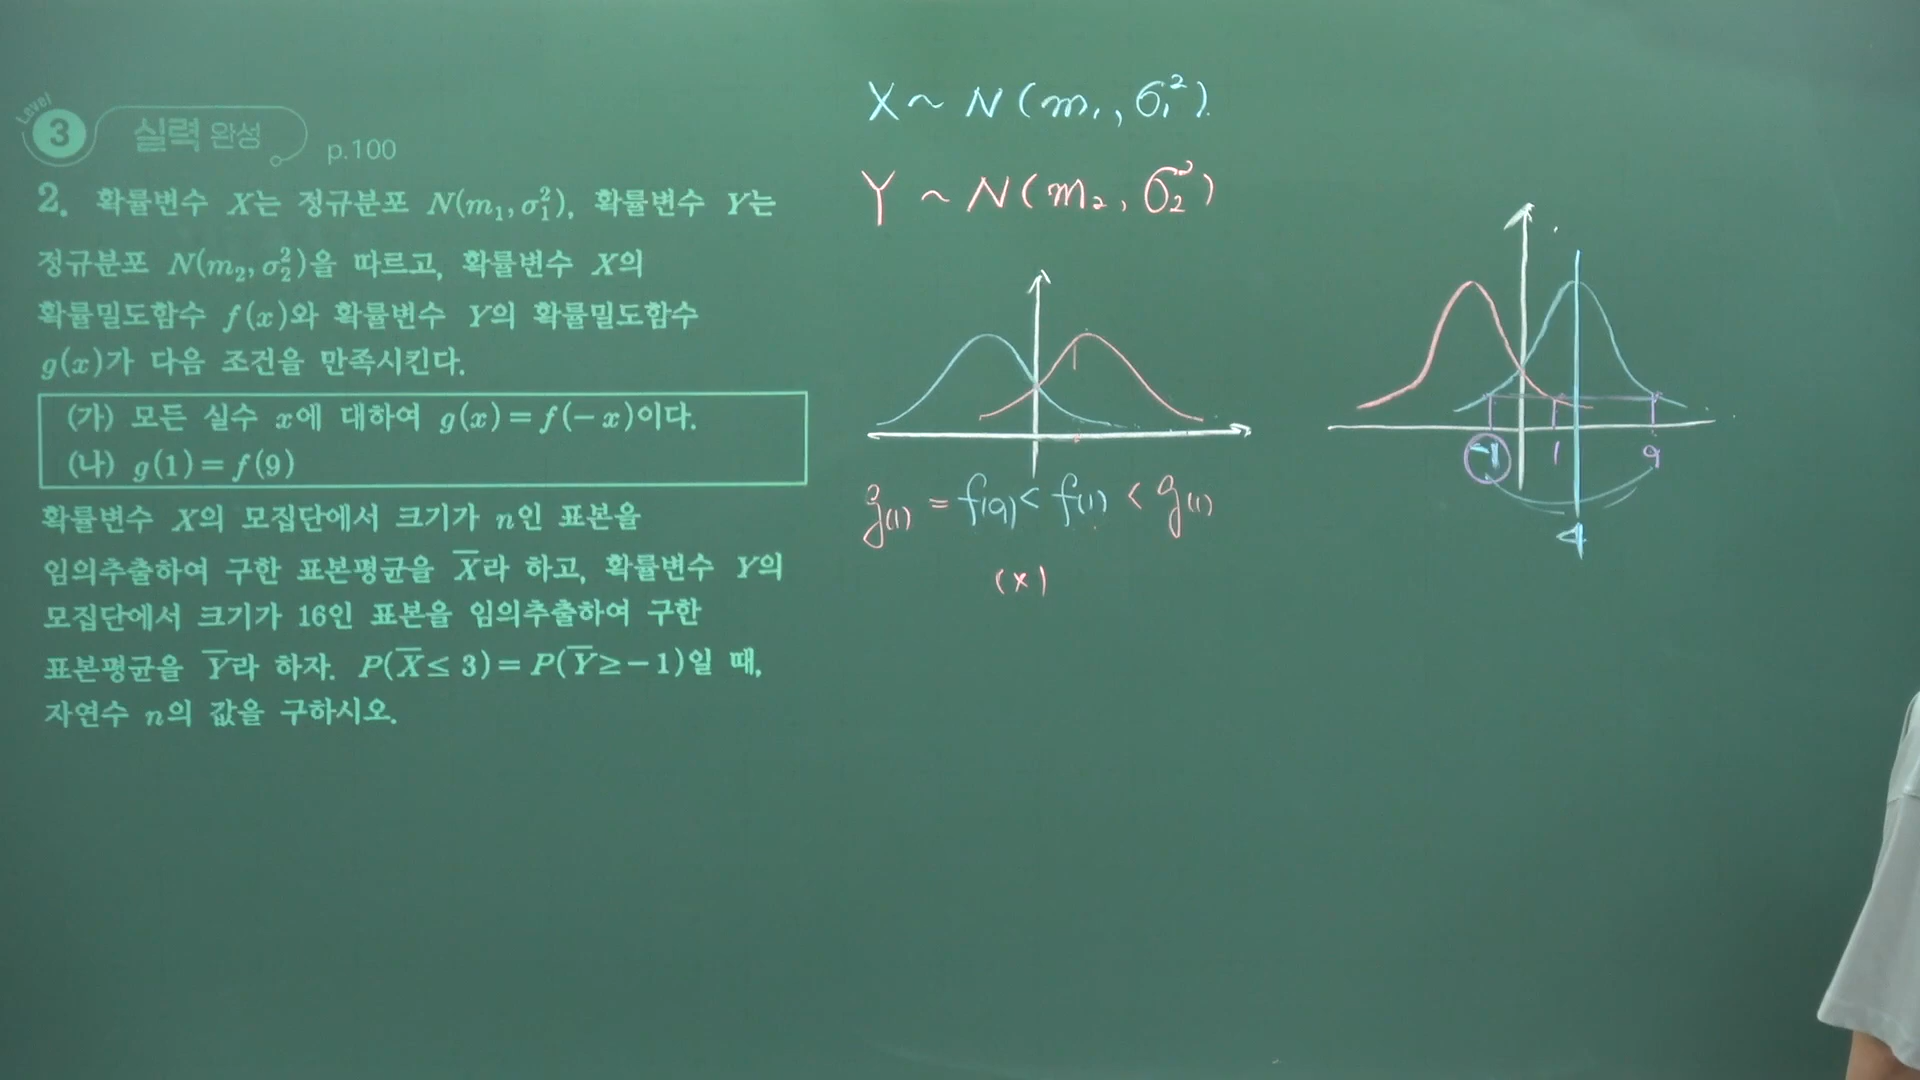 Level 3 실력 완성 p.100
2. 확률변수 X는 정규분포 N(m₁, σ₁²), 확률변수 Y는
정규분포 N(m₂, σ₂²)을 따르고, 확률변수 X의
확률밀도함수 f(x)와 확률변수 Y의 확률밀도함수
g(x)가 다음 조건을 만족시킨다.
(가) 모든 실수 x에 대하여 g(x)=f(-x)이다.
(나) g(1)=f(9)
확률변수 X의 모집단에서 크기가 n인 표본을
임의추출하여 구한 표본평균을 X̅라 하고, 확률변수 Y의
모집단에서 크기가 16인 표본을 임의추출하여 구한
표본평균을 Y̅라 하자. P(X̅≤3)=P(Y̅≥-1)일 때,
자연수 n의 값을 구하시오.
X ~ N(m₁, σ₁²)
Y ~ N(m₂, σ₂²)
g(1) = f(9) < f(1) < g(1)
(x)
-1 1 9
4